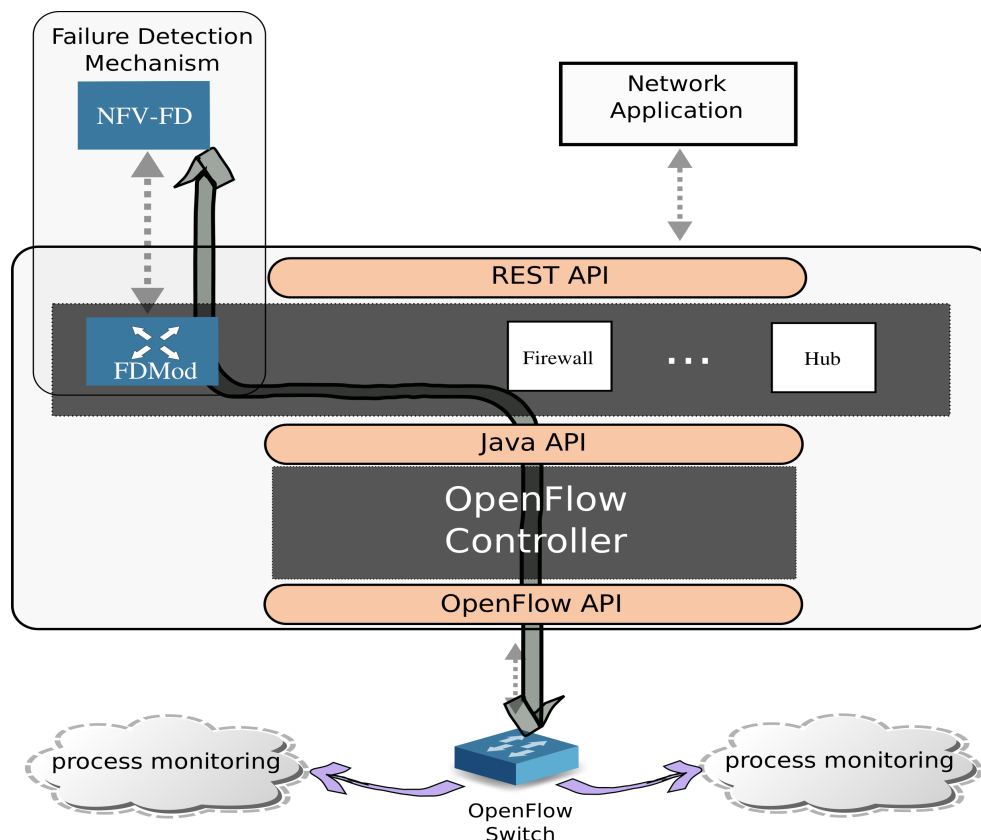 Failure Detection
Mechanism
NFV-FD
Network
Application
REST API
FDMod
Firewall
...
Hub
Java API
OpenFlow
Controller
OpenFlow API
process monitoring
process monitoring
OpenFlow
Switch